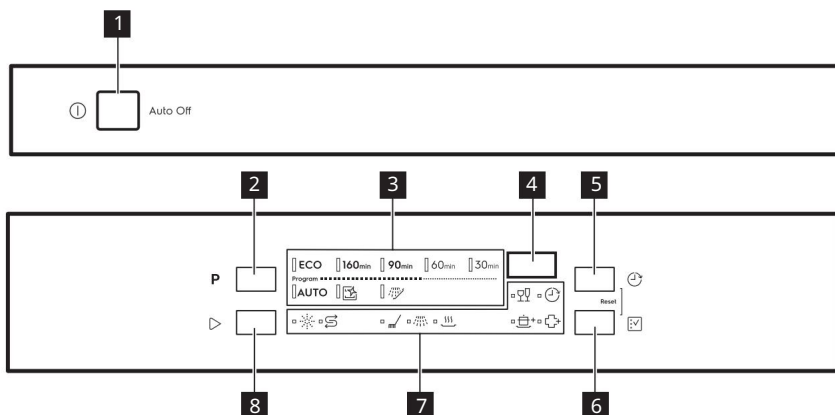 1
Auto Off
2 3 4 5
P
ECO 160min 90min 60min 30min
Program
AUTO
Reset
8 7 6